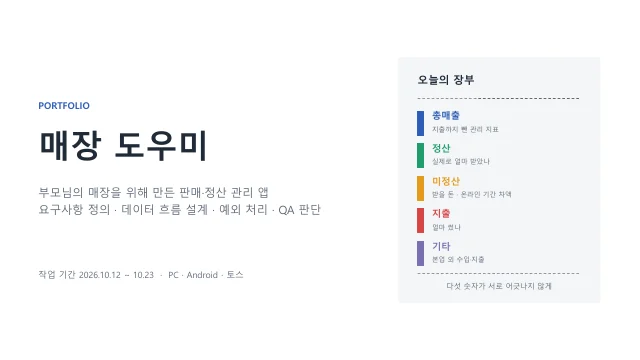 PORTFOLIO
매장 도우미
부모님의 매장을 위해 만든 판매·정산 관리 앱
요구사항 정의 · 데이터 흐름 설계 · 예외 처리 · QA 판단
작업 기간 2026.10.12 ~ 10.23 · PC · Android · 토스
오늘의 장부
총매출
지출까지 뺀 관리 지표
정산
실제로 얼마 받았나
미정산
받을 돈 · 온라인 기간 차액
지출
얼마 썼나
기타
본업 외 수입·지출
다섯 숫자가 서로 어긋나지 않게